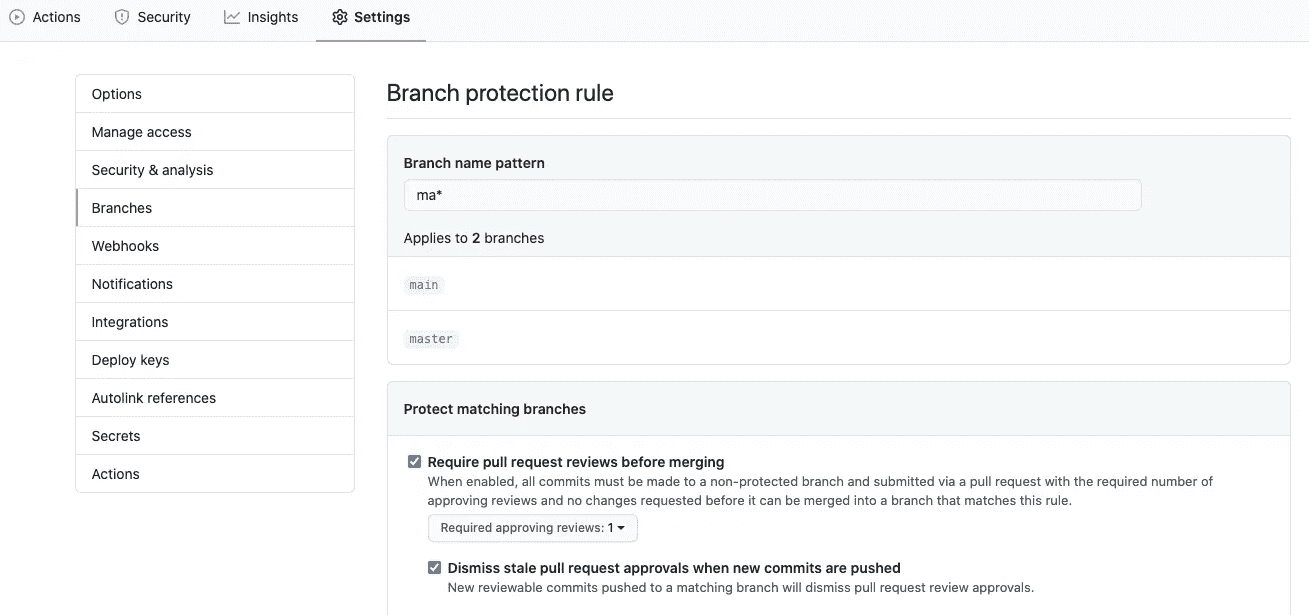 Actions Security Insights Settings
Options
Manage access
Security & analysis
Branches
Webhooks
Notifications
Integrations
Deploy keys
Autolink references
Secrets
Actions
Branch protection rule
Branch name pattern
ma*
Applies to 2 branches
main
master
Protect matching branches
Require pull request reviews before merging
When enabled, all commits must be made to a non-protected branch and submitted via a pull request with the required number of
approving reviews and no changes requested before it can be merged into a branch that matches this rule.
Required approving reviews: 1
Dismiss stale pull request approvals when new commits are pushed
New reviewable commits pushed to a matching branch will dismiss pull request review approvals.